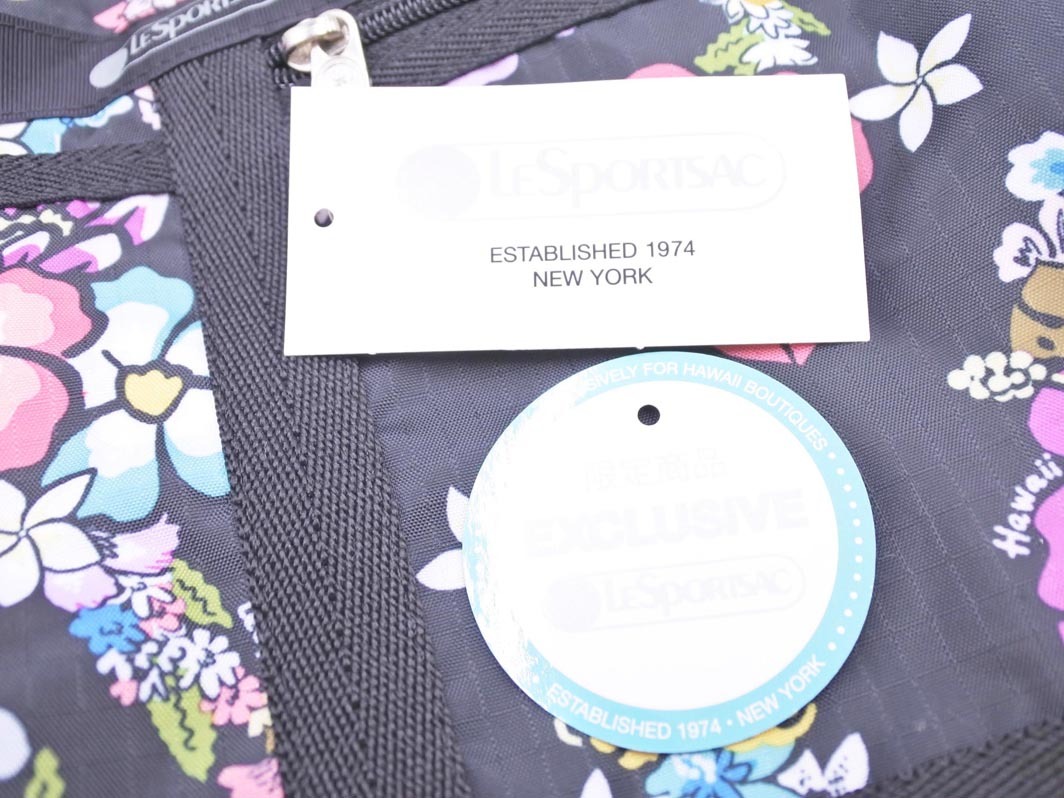 LESPORTSAC
LESPORTSAC
ESTABLISHED 1974
NEW YORK
EXCLUSIVELY FOR HAWAII BOUTIQUES
限定商品
EXCLUSIVE
LESPORTSAC
ESTABLISHED 1974 • NEW YORK
Hawaii